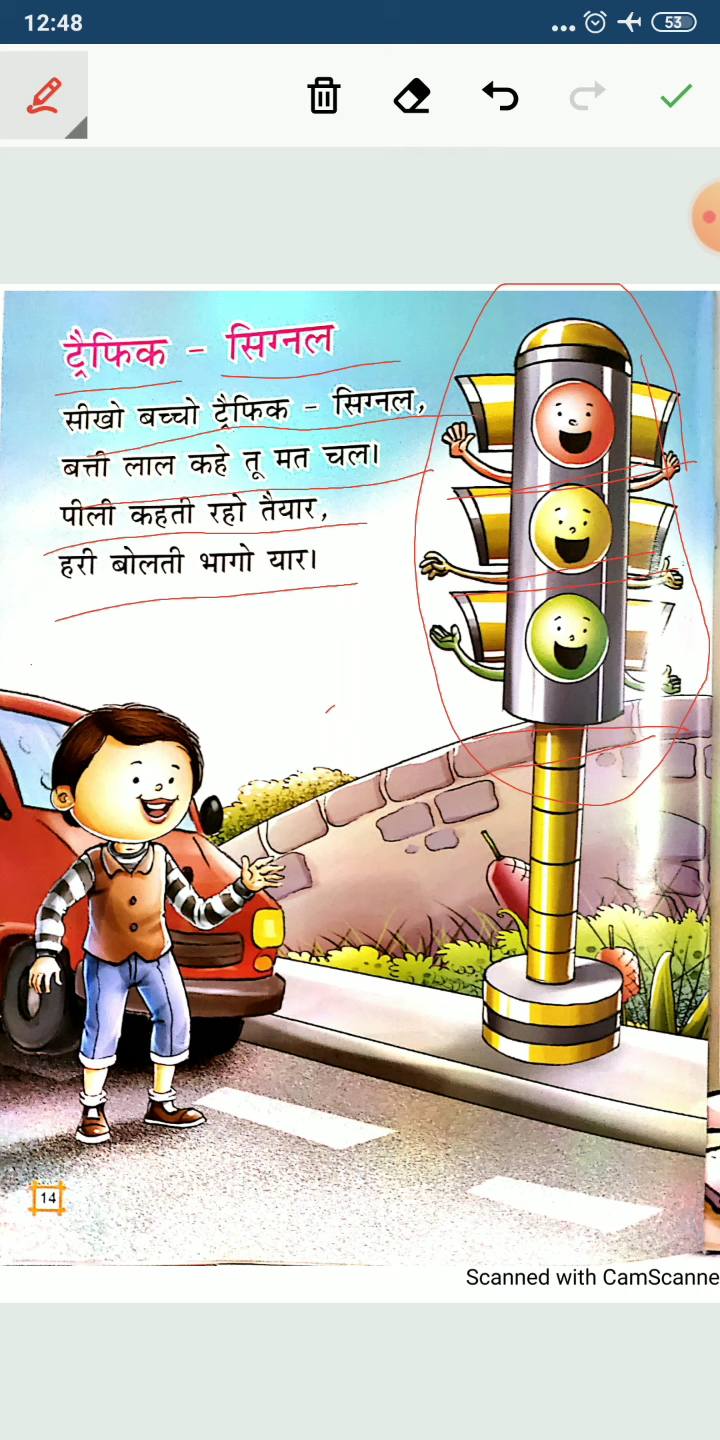 12:48
53
ट्रैफिक - सिग्नल
सीखो बच्चो ट्रैफिक - सिग्नल,
बत्ती लाल कहे तू मत चल।
पीली कहती रहो तैयार,
हरी बोलती भागो यार।
14
Scanned with CamScanne